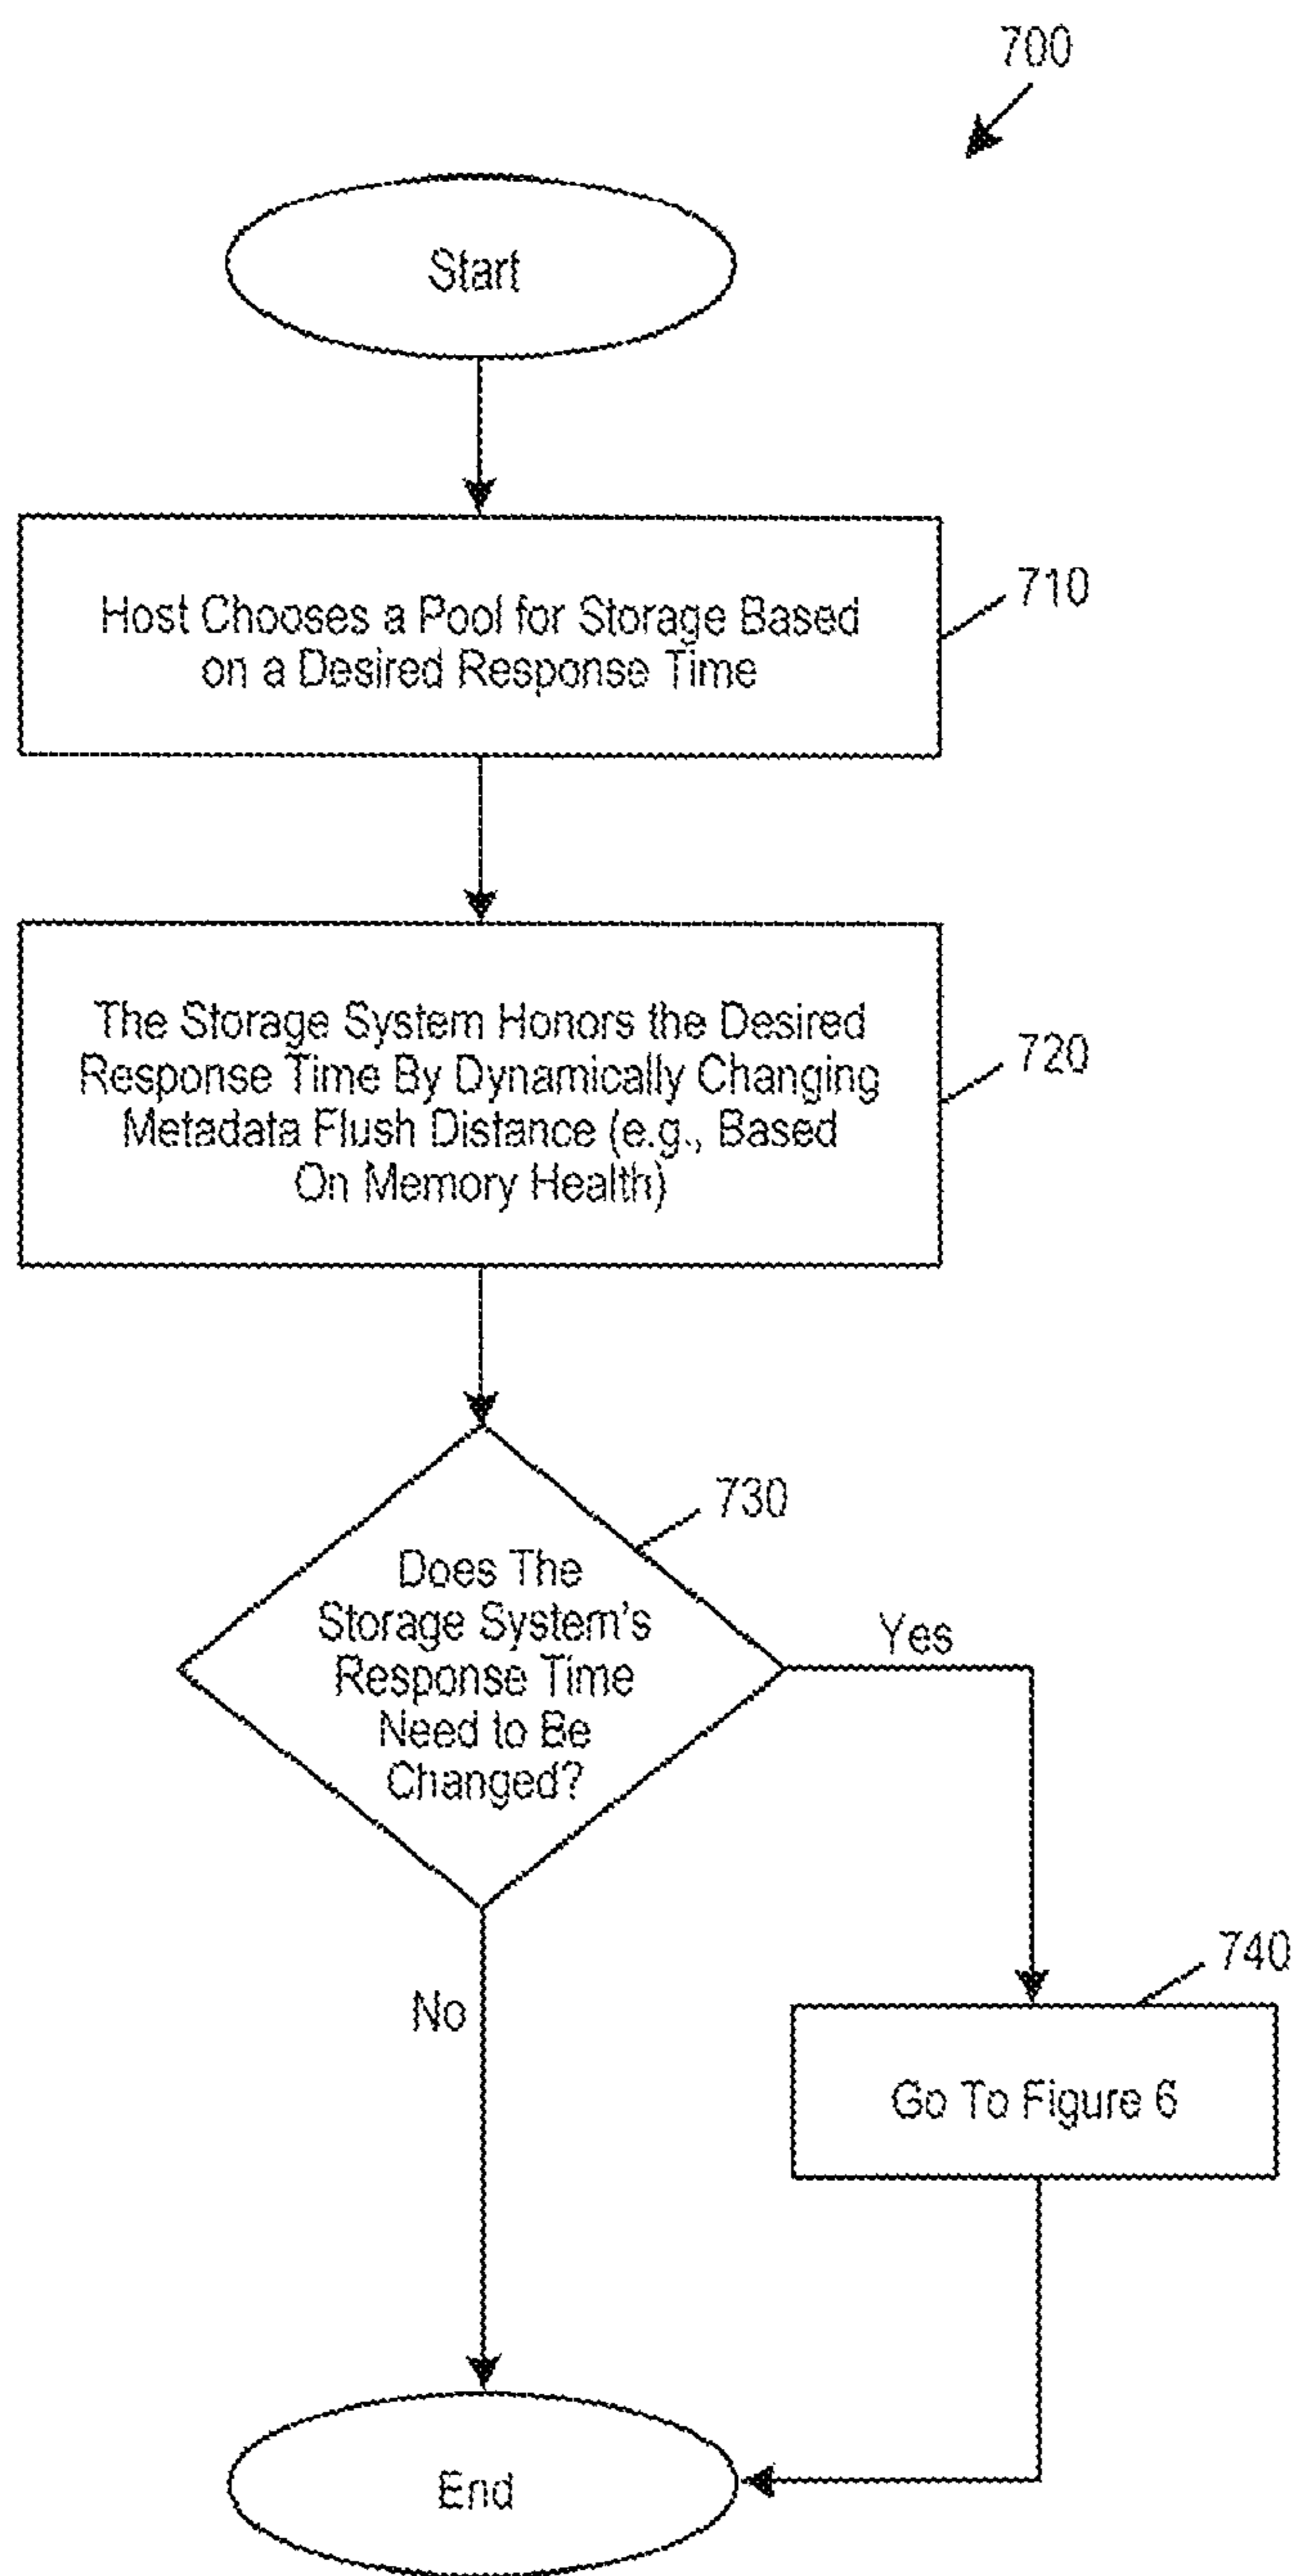 700
Start
Host Chooses a Pool for Storage Based
on a Desired Response Time
710
The Storage System Honors the Desired
Response Time By Dynamically Changing
Metadata Flush Distance (e.g., Based
On Memory Health)
720
730
Does The
Storage System's
Response Time
Need to Be
Changed?
Yes
No
740
Go To Figure 6
End